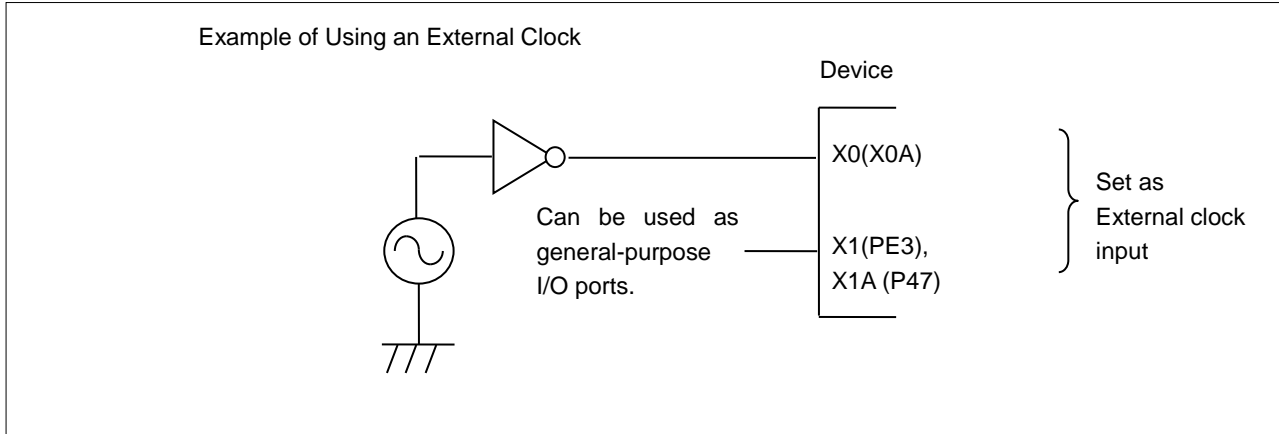 Example of Using an External Clock
Device
X0(X0A)
Can be used as
general-purpose
I/O ports.
X1(PE3),
X1A (P47)
Set as
External clock
input